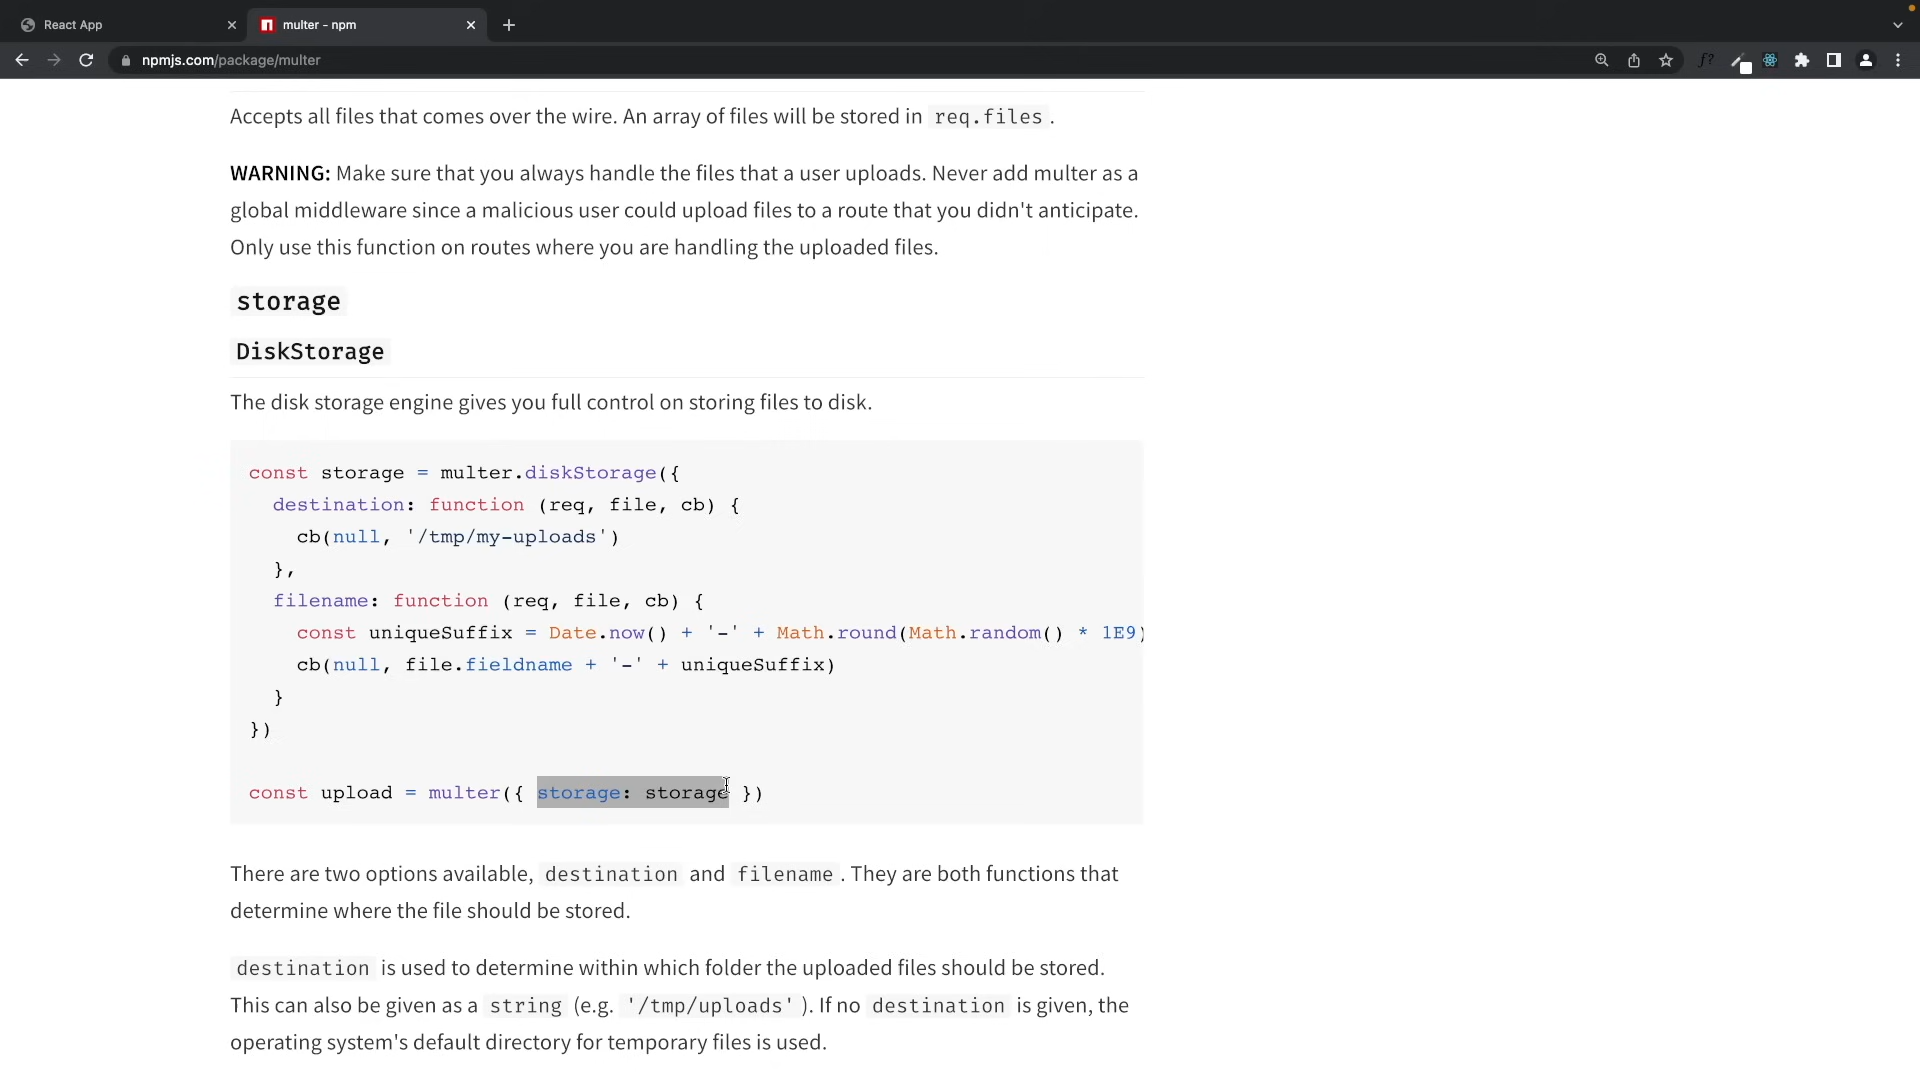 React App
multer - npm
npmjs.com/package/multer
f?
Accepts all files that comes over the wire. An array of files will be stored in req.files .
WARNING: Make sure that you always handle the files that a user uploads. Never add multer as a
global middleware since a malicious user could upload files to a route that you didn't anticipate.
Only use this function on routes where you are handling the uploaded files.
storage
DiskStorage
The disk storage engine gives you full control on storing files to disk.
const storage = multer.diskStorage({
  destination: function (req, file, cb) {
    cb(null, '/tmp/my-uploads')
  },
  filename: function (req, file, cb) {
    const uniqueSuffix = Date.now() + '-' + Math.round(Math.random() * 1E9)
    cb(null, file.fieldname + '-' + uniqueSuffix)
  }
})
const upload = multer({ storage: storage })
There are two options available, destination and filename . They are both functions that
determine where the file should be stored.
destination is used to determine within which folder the uploaded files should be stored.
This can also be given as a string (e.g. '/tmp/uploads' ). If no destination is given, the
operating system's default directory for temporary files is used.